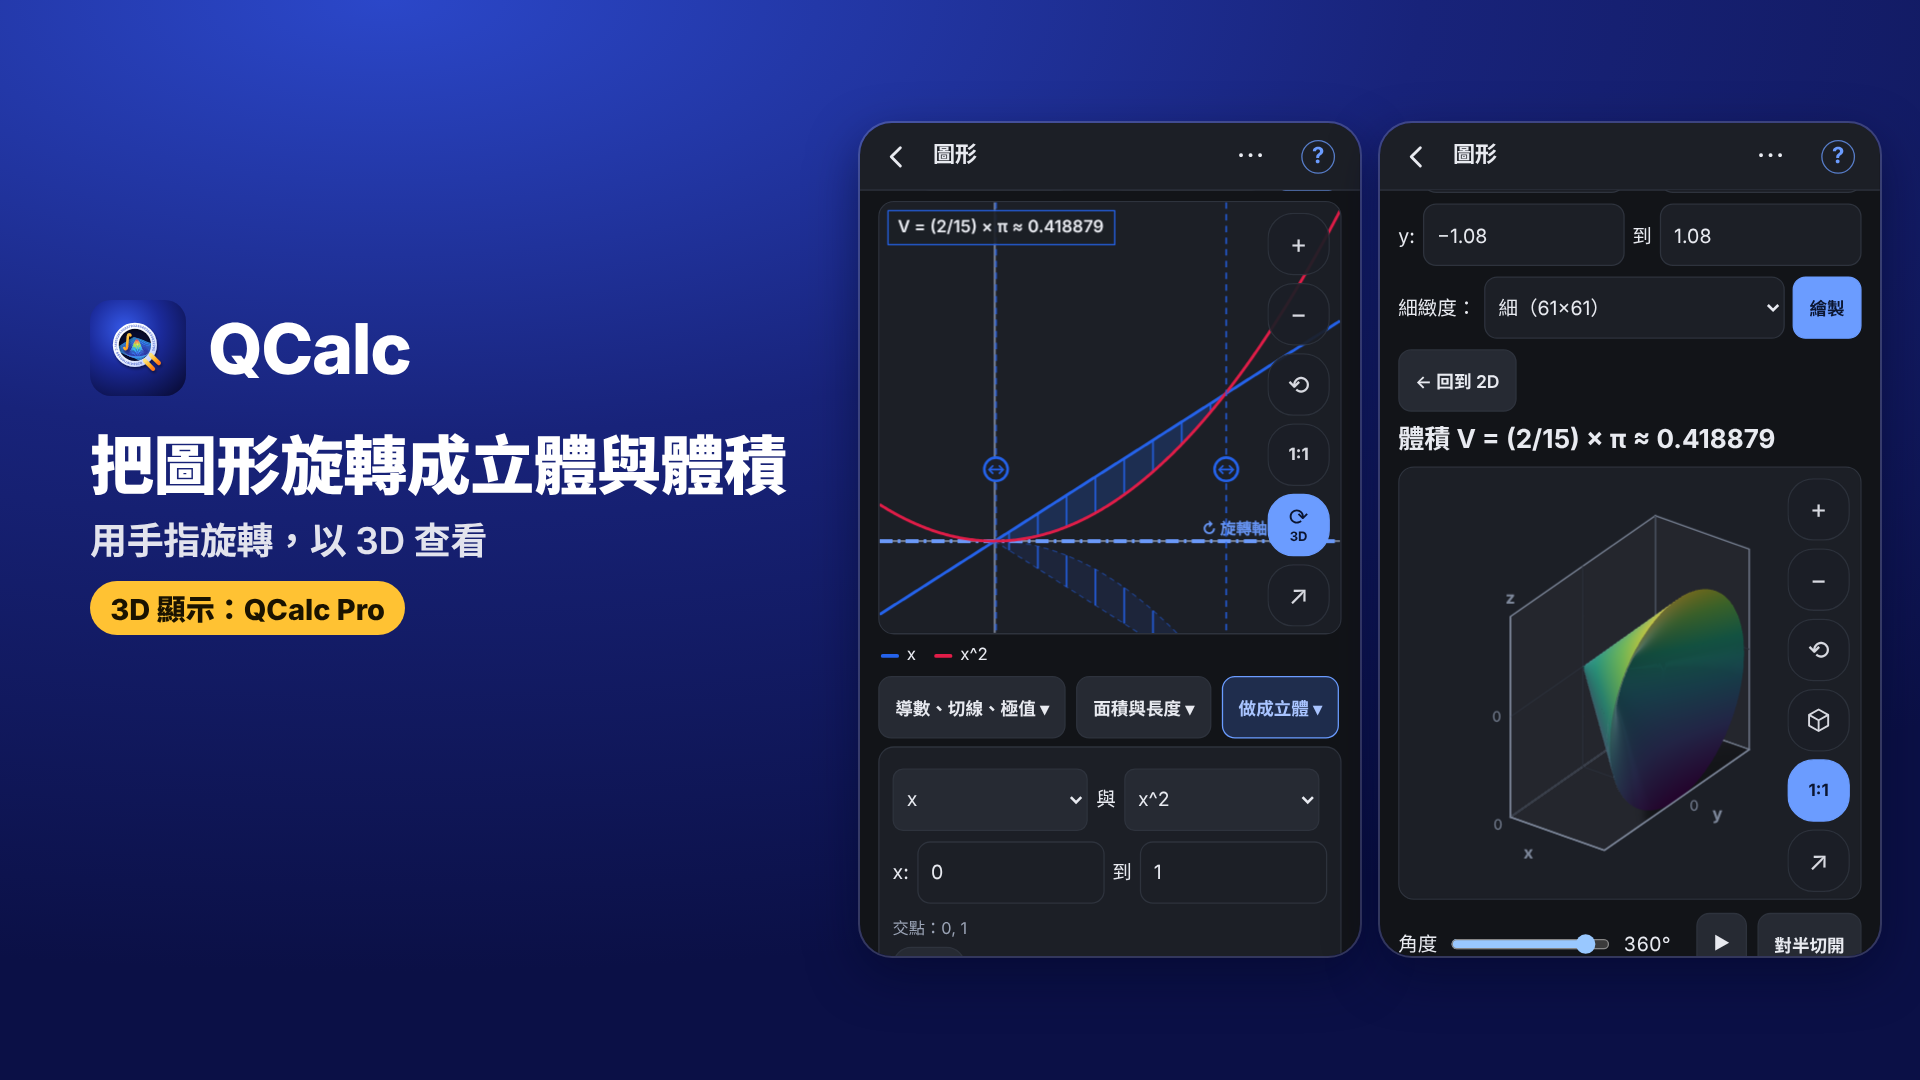 QCalc
把圖形旋轉成立體與體積
用手指旋轉，以 3D 查看
3D 顯示：QCalc Pro
圖形
?
V = (2/15) × π ≈ 0.418879
+
−
1:1
旋轉軸
3D
x
x^2
導數、切線、極值 ▾
面積與長度 ▾
做成立體 ▾
x
與
x^2
x:
0
到
1
交點：0, 1
圖形
?
y:
−1.08
到
1.08
細緻度：
細（61×61）
繪製
← 回到 2D
體積 V = (2/15) × π ≈ 0.418879
+
−
z
0
0
x
0
y
1:1
角度
360°
對半切開